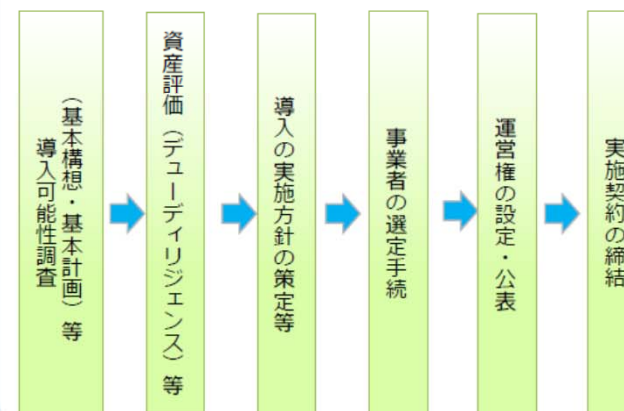 （基本構想・基本計画）等
導入可能性調査
資産評価（デューディリジェンス）等
導入の実施方針の策定等
事業者の選定手続
運営権の設定・公表
実施契約の締結